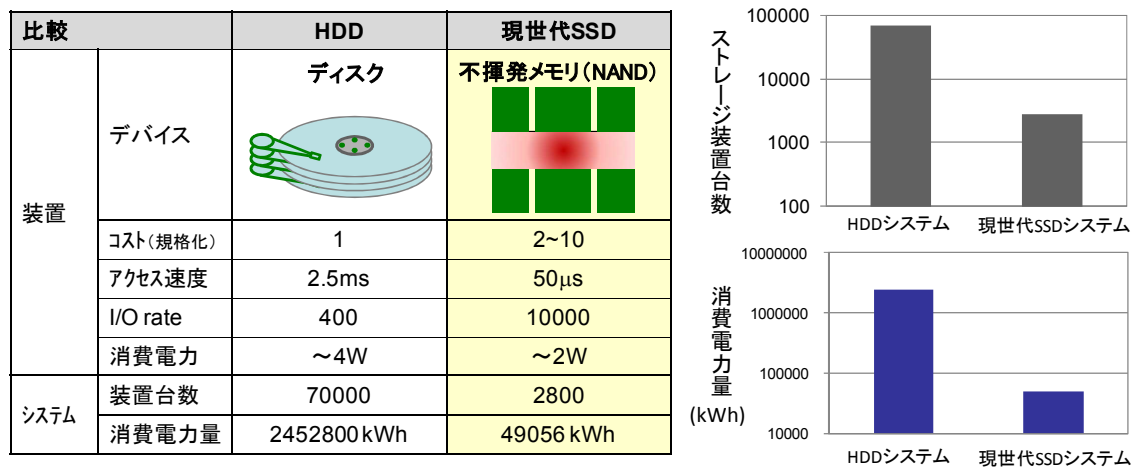 比較 HDD 現世代SSD
装置 デバイス ディスク 不揮発メモリ(NAND)
コスト(規格化) 1 2~10
アクセス速度 2.5ms 50μs
I/O rate 400 10000
消費電力 ～4W ～2W
システム 装置台数 70000 2800
消費電力量 2452800kWh 49056kWh
ストレージ装置台数
100000
10000
1000
100
HDDシステム 現世代SSDシステム
消費電力量
(kWh)
10000000
1000000
100000
10000
HDDシステム 現世代SSDシステム